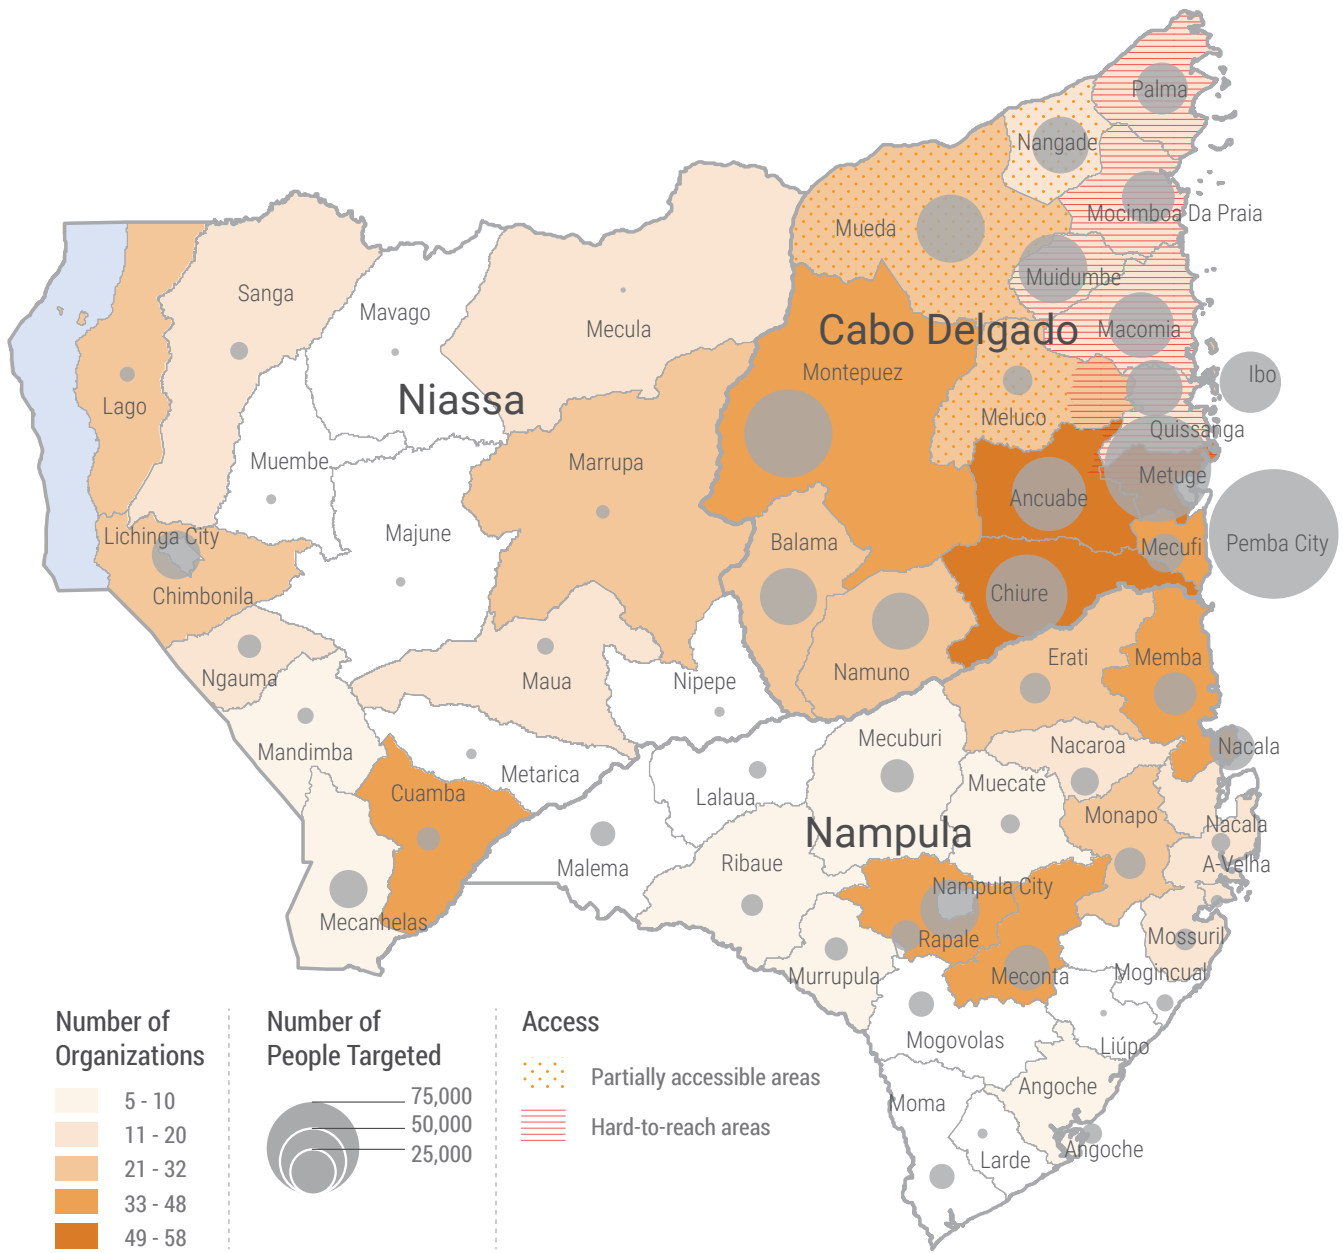 Palma
Nangade
Mocimboa Da Praia
Mueda
Muidumbe
Sanga
Mavago
Mecula
Cabo Delgado
Macomia
Montepuez
Ibo
Niassa
Lago
Meluco
Quissanga
Muembe
Marrupa
Metuge
Ancuabe
Lichinga City
Majune
Balama
Mecufi
Pemba City
Chimbonila
Chiure
Ngauma
Maua
Nipepe
Namuno
Erati
Memba
Mandimba
Mecuburi
Nacaroa
Nacala
Metarica
Cuamba
Lalaua
Muecate
Monapo
Nacala
A-Velha
Nampula
Malema
Ribaue
Nampula City
Mecanhelas
Rapale
Mossuril
Murrupula
Meconta
Mogincual
Mogovolas
Liúpo
Angoche
Moma
Angoche
Larde
Number of
Organizations
5 - 10
11 - 20
21 - 32
33 - 48
49 - 58
Number of
People Targeted
75,000
50,000
25,000
Access
Partially accessible areas
Hard-to-reach areas